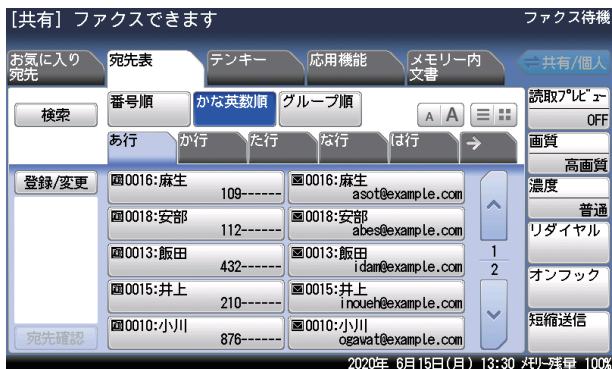 [共有] ファクスできます
ファクス待機
お気に入り
宛先
宛先表
テンキー
応用機能
メモリー内
文書
共有/個人
検索
番号順
かな英数順
グループ順
A A
読取プレビュー
OFF
あ行
か行
た行
な行
は行
画質
高画質
登録/変更
0016:麻生
109------
0016:麻生
asot@example.com
濃度
普通
0018:安部
112------
0018:安部
abes@example.com
リダイヤル
0013:飯田
432------
0013:飯田
idam@example.com
1
2
オンフック
0015:井上
210------
0015:井上
inoueh@example.com
0010:小川
876------
0010:小川
ogawat@example.com
短縮送信
宛先確認
2020年 6月15日(月) 13:30 メモリー残量 100%